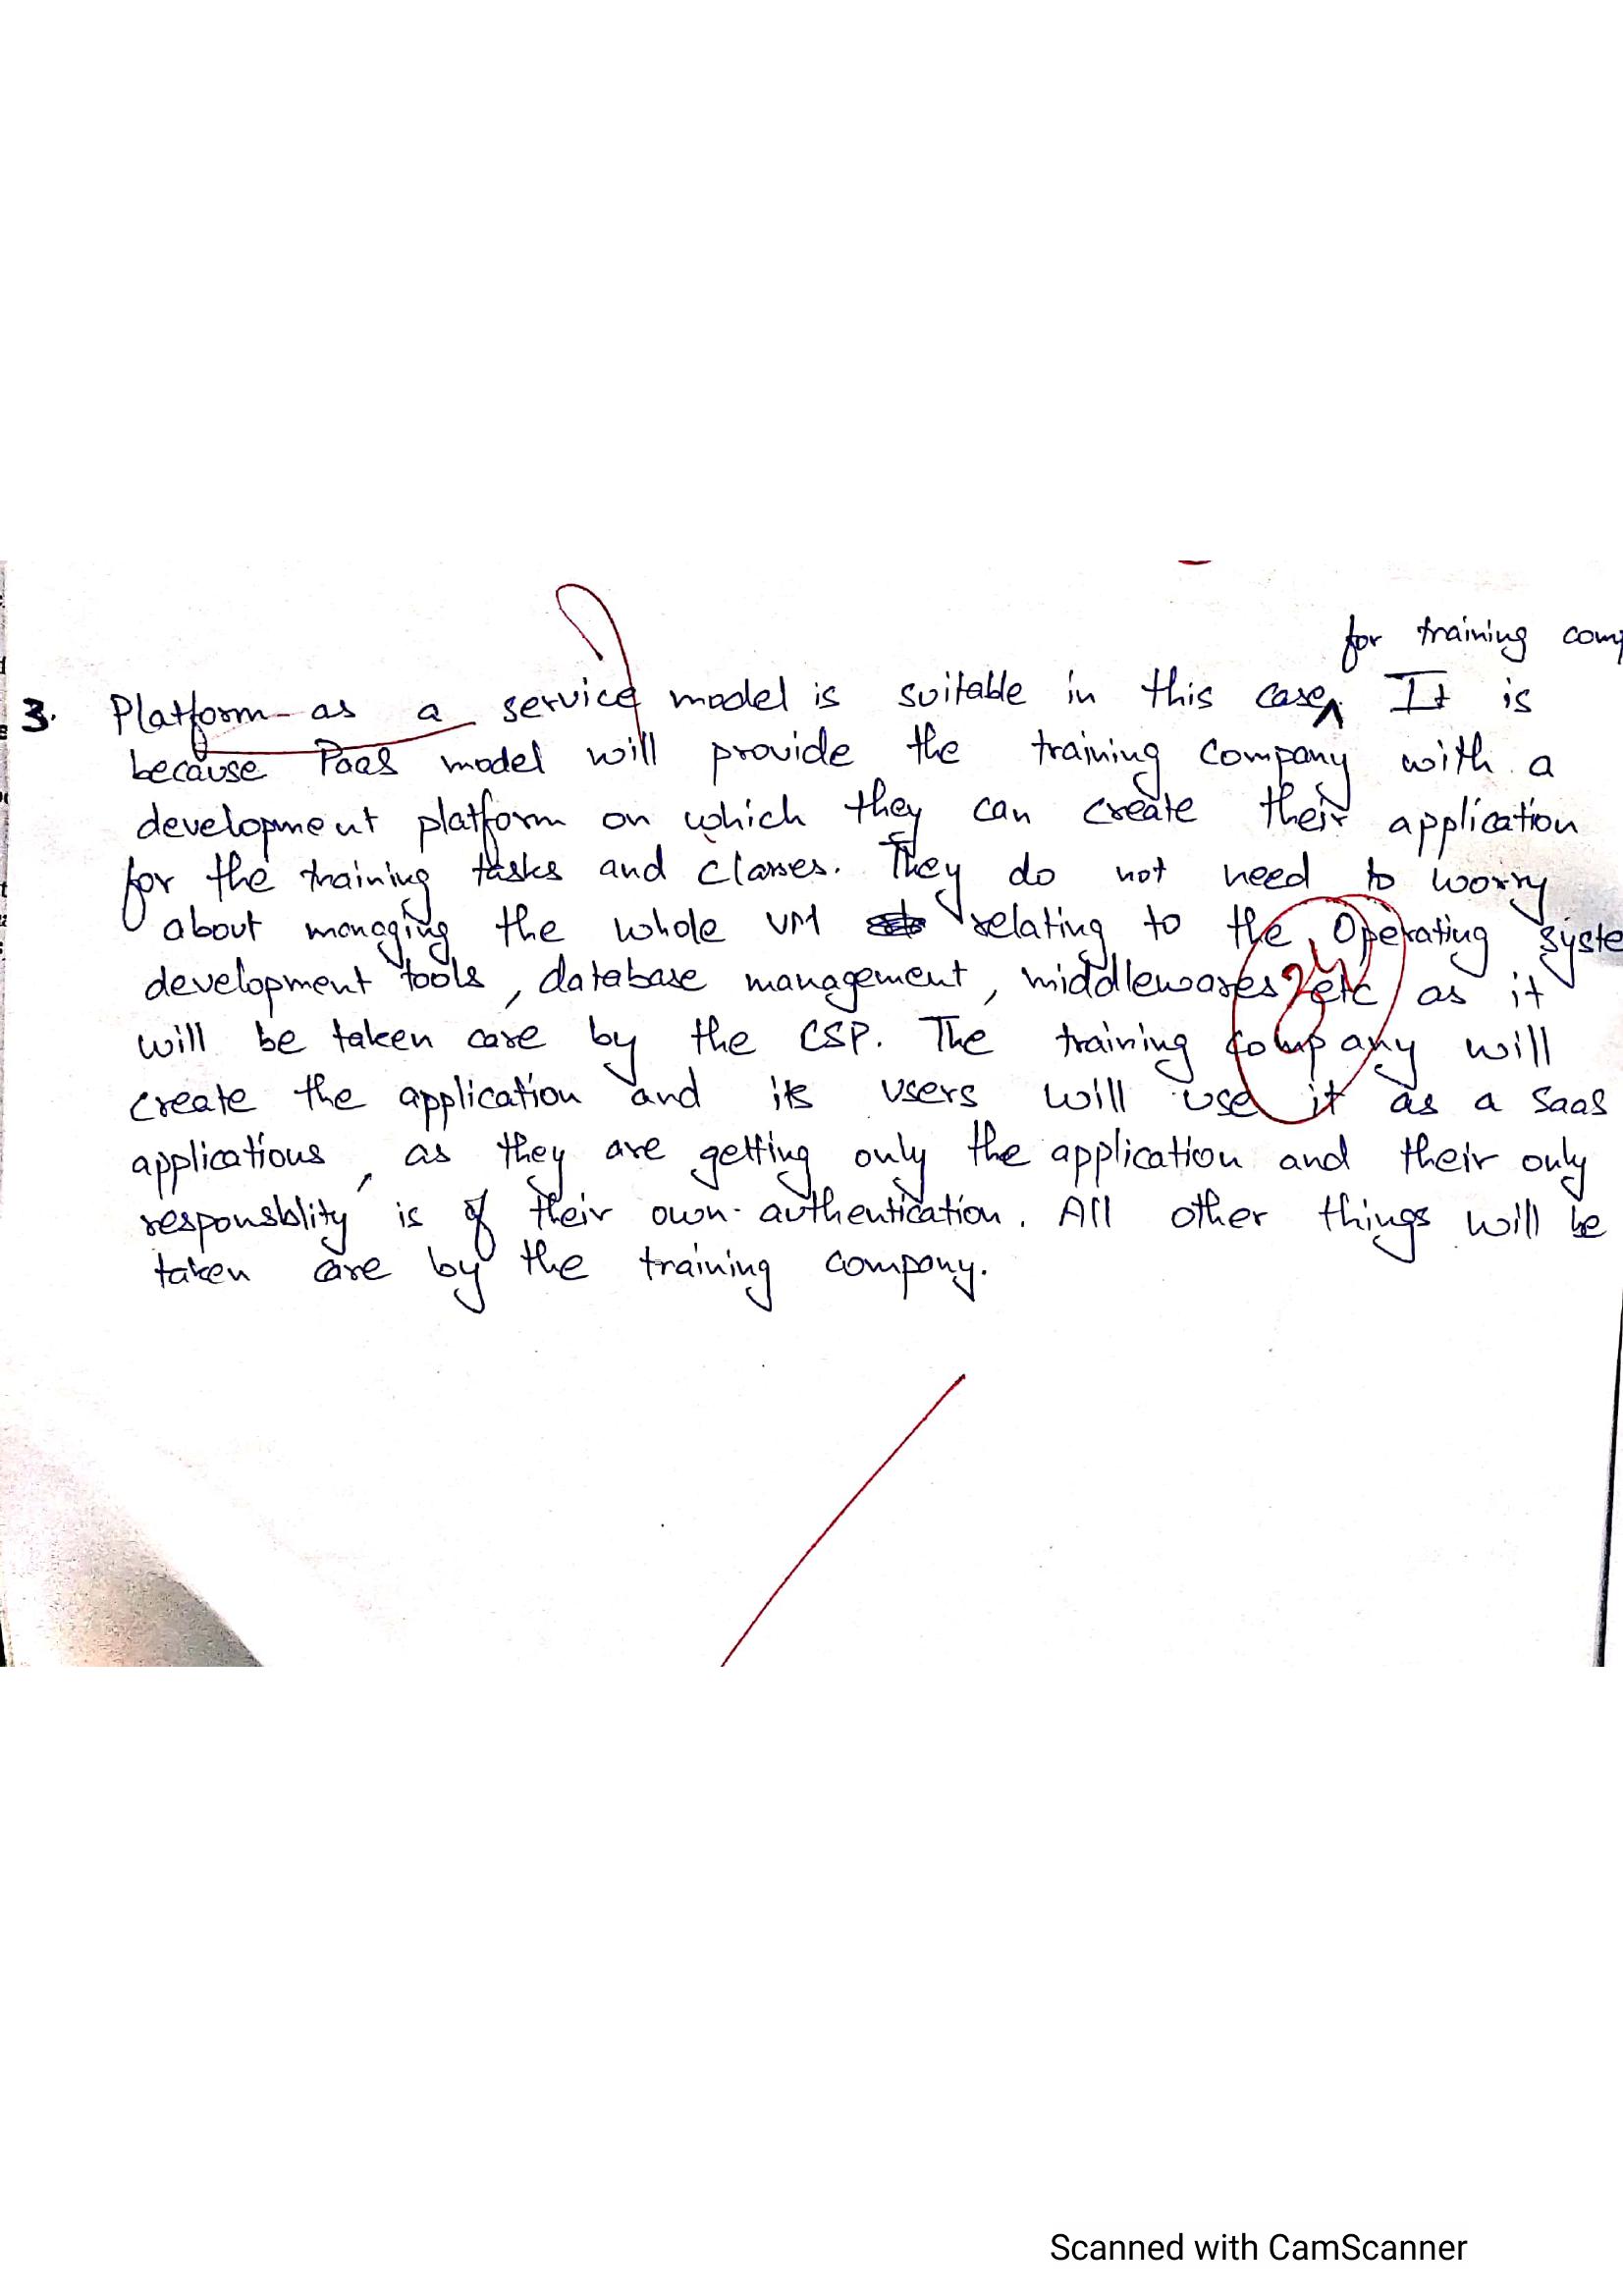 for training comp
3. Platform-as a service model is suitable in this case. It is
because Paas model will provide the training company with a
development platform on which they can create their application
for the training tasks and classes. They do not need to worry
about managing the whole VM relating to the Operating syste
development tools, database management, middlewares etc as it
will be taken care by the CSP. The training company will
create the application and its users will use it as a Saas
applications, as they are getting only the application and their only
responsblity is of their own. authentication. All other things will be
taken care by the training company.
Scanned with CamScanner